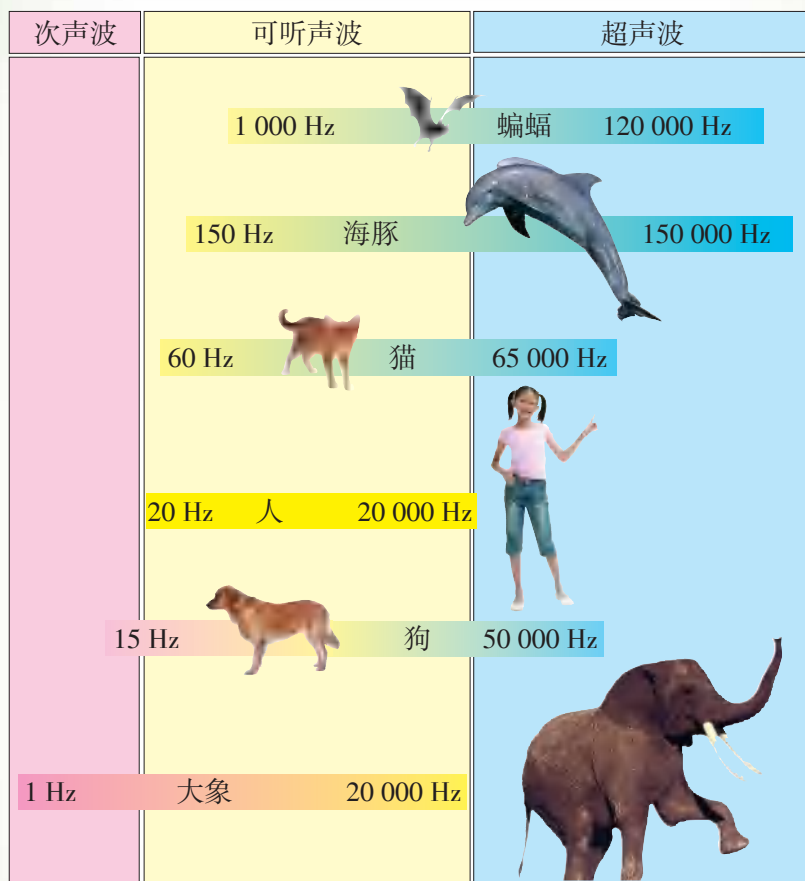 次声波 可听声波 超声波
1 000 Hz 蝙蝠 120 000 Hz
150 Hz 海豚 150 000 Hz
60 Hz 猫 65 000 Hz
20 Hz 人 20 000 Hz
15 Hz 狗 50 000 Hz
1 Hz 大象 20 000 Hz